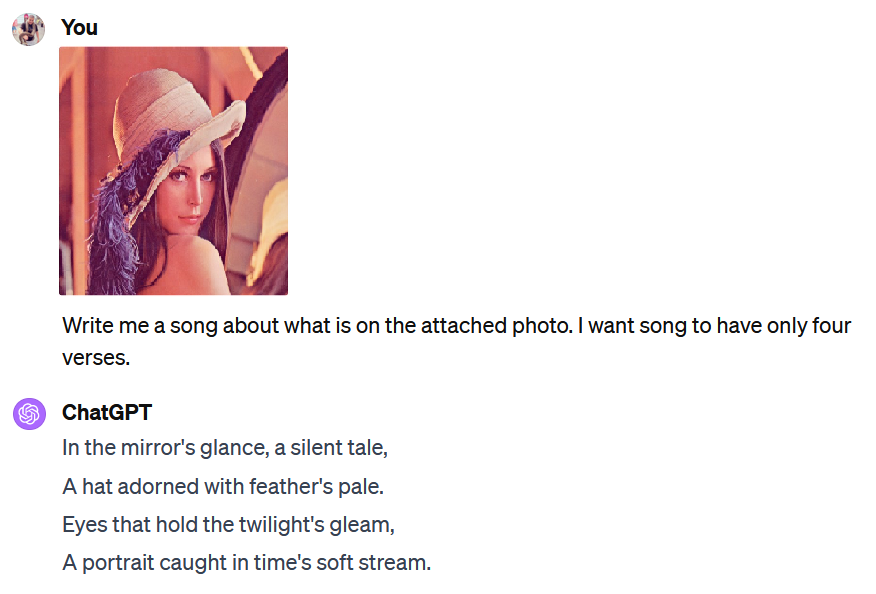 You
Write me a song about what is on the attached photo. I want song to have only four
verses.
ChatGPT
In the mirror's glance, a silent tale,
A hat adorned with feather's pale.
Eyes that hold the twilight's gleam,
A portrait caught in time's soft stream.